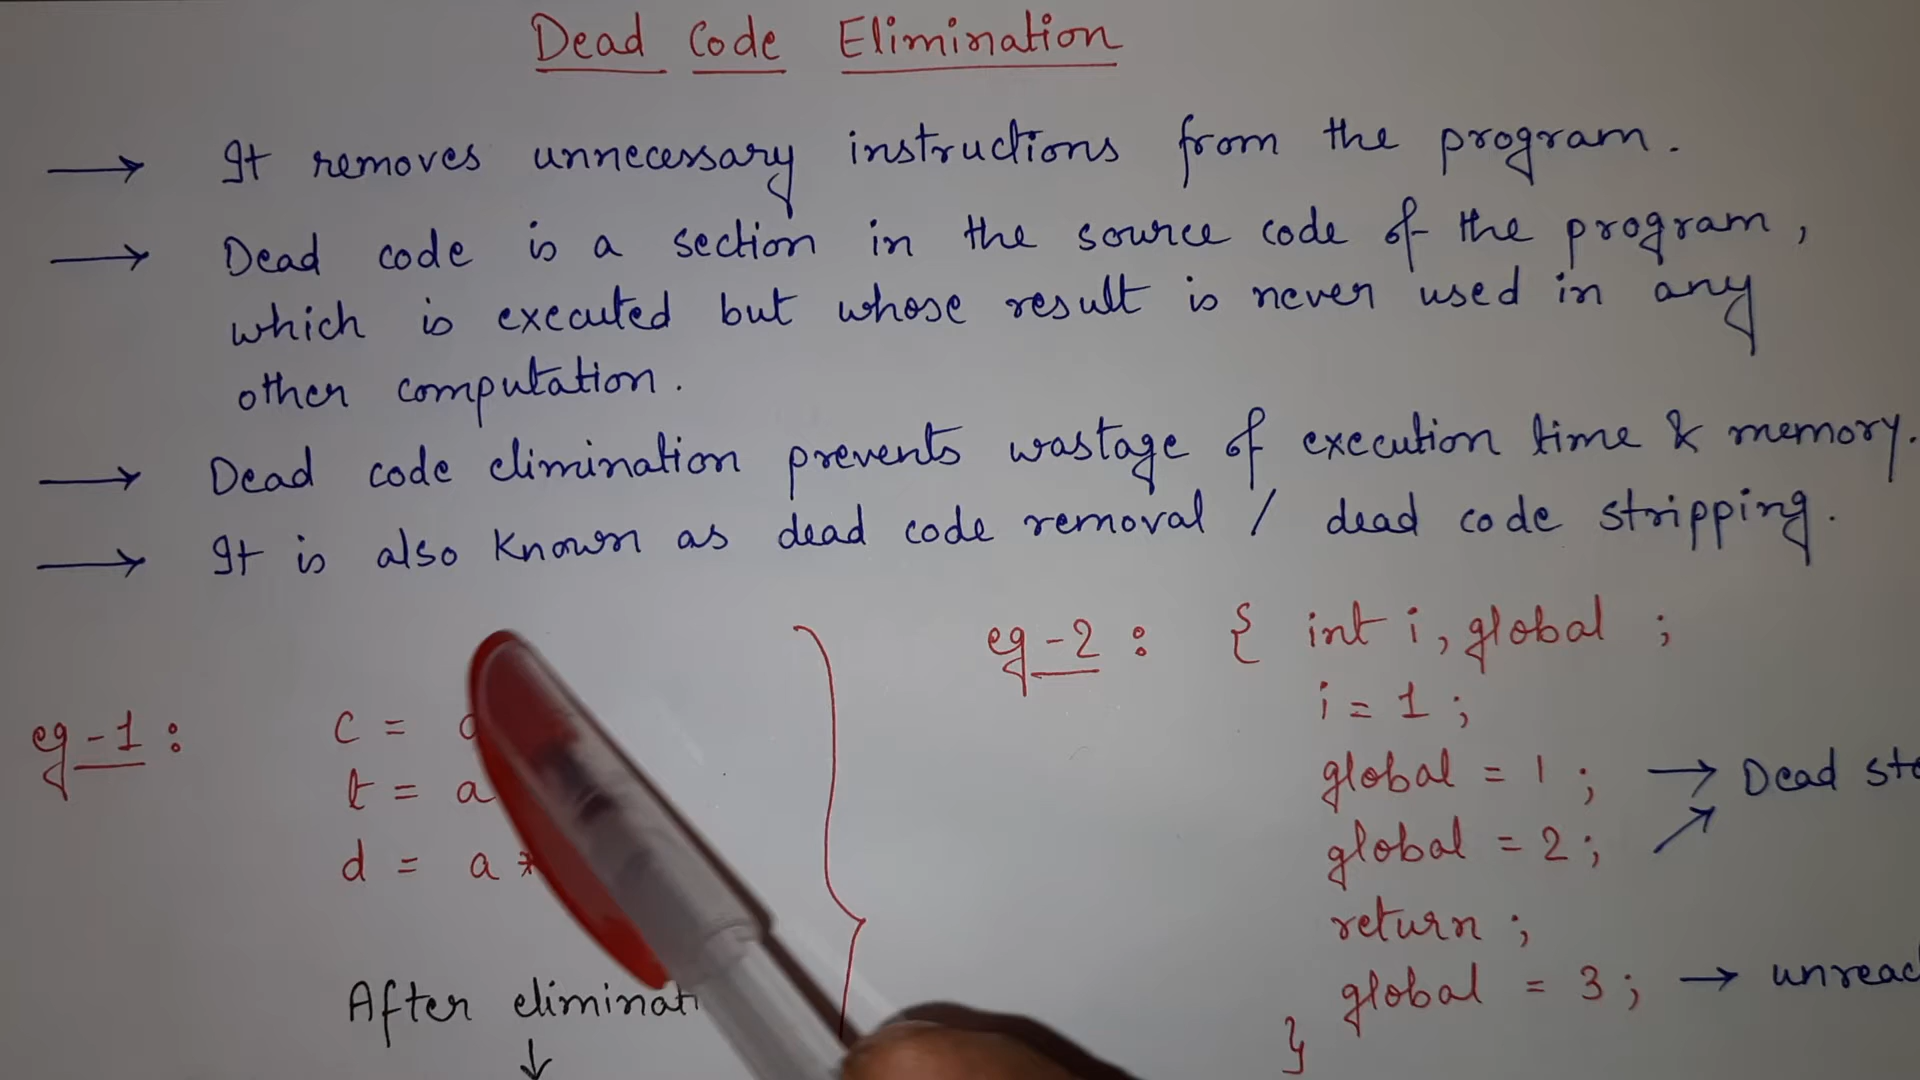 Dead Code Elimination
→ It removes unnecessary instructions from the program.
→ Dead code is a section in the source code of the program,
which is executed but whose result is never used in any
other computation.
→ Dead code elimination prevents wastage of execution time & memory.
→ It is also known as dead code removal / dead code stripping.
eg-1 :
c =
t = a
d = a *
After
↓
eg-2 : { int i, global ;
i = 1 ;
global = 1 ; → Dead
global = 2 ;
return ;
global = 3 ; →
}